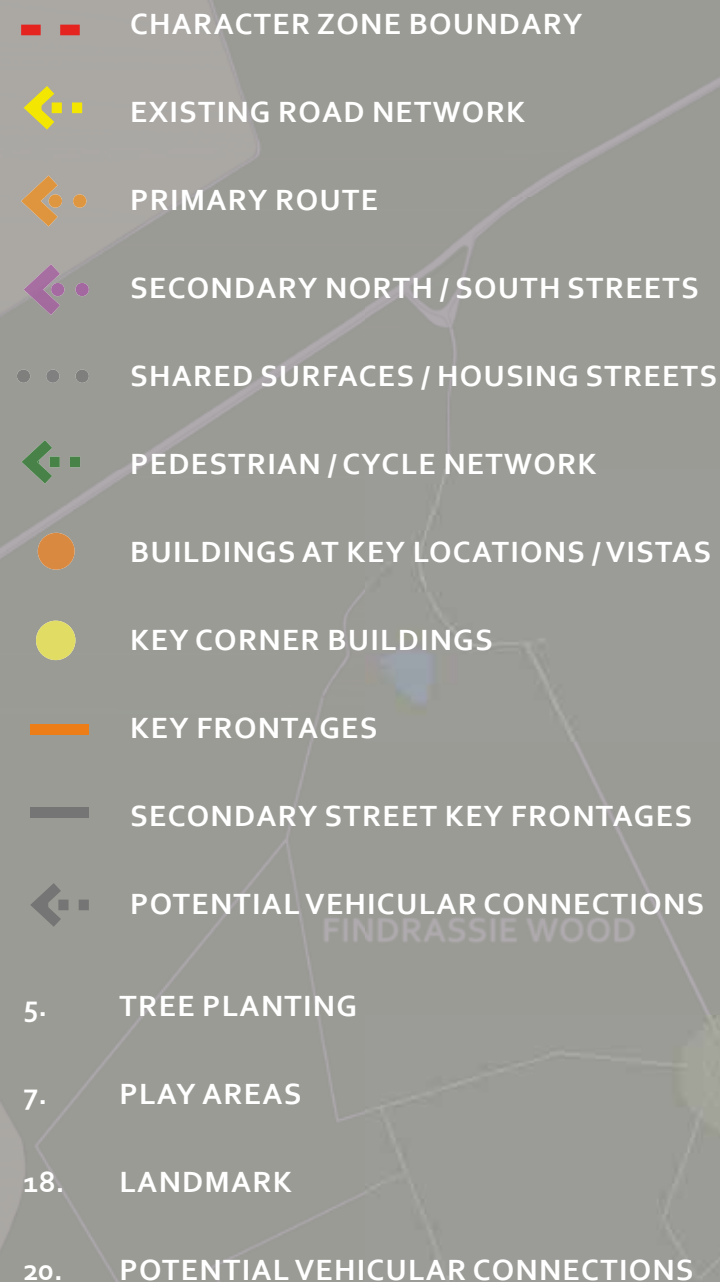 CHARACTER ZONE BOUNDARY
EXISTING ROAD NETWORK
PRIMARY ROUTE
SECONDARY NORTH / SOUTH STREETS
SHARED SURFACES / HOUSING STREETS
PEDESTRIAN / CYCLE NETWORK
BUILDINGS AT KEY LOCATIONS / VISTAS
KEY CORNER BUILDINGS
KEY FRONTAGES
SECONDARY STREET KEY FRONTAGES
POTENTIAL VEHICULAR CONNECTIONS
FINDRASSIE WOOD
5. TREE PLANTING
7. PLAY AREAS
18. LANDMARK
20. POTENTIAL VEHICULAR CONNECTIONS